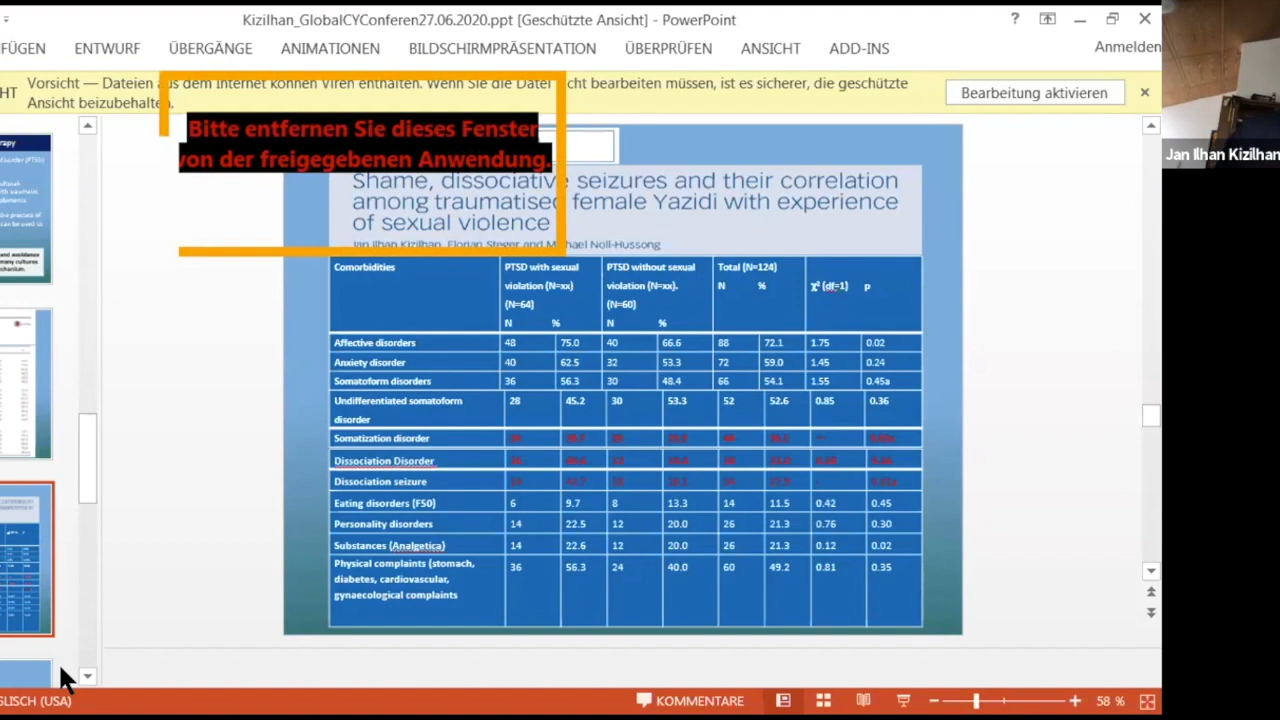 Kizilhan_GlobalCYConferen27.06.2020.ppt [Geschützte Ansicht] - PowerPoint
FÜGEN ENTWURF ÜBERGÄNGE ANIMATIONEN BILDSCHIRMPRÄSENTATION ÜBERPRÜFEN ANSICHT ADD-INS Anmelden
HT Vorsicht — Dateien aus dem Internet können Viren enthalten. Wenn Sie die Datei cht bearbeiten müssen, ist es sicherer, die geschützte
Ansicht beizubehalten.
Bearbeitung aktivieren
Bitte entfernen Sie dieses Fenster
von der freigegebenen Anwendung.
Jan Ilhan Kizilhan
Shame, dissociative seizures and their correlation
among traumatised female Yazidi with experience
of sexual violence
Jan Ilhan Kizilhan, Florian Steger and Michael Noll-Hussong
Comorbidities PTSD with sexual PTSD without sexual Total (N=124)
violation (N=xx) violation (N=xx). N % χ² (df=1) p
(N=64) (N=60)
N % N %
Affective disorders 48 75.0 40 66.6 88 72.1 1.75 0.02
Anxiety disorder 40 62.5 32 53.3 72 59.0 1.45 0.24
Somatoform disorders 36 56.3 30 48.4 66 54.1 1.55 0.45a
Undifferentiated somatoform 28 45.2 30 53.3 52 52.6 0.85 0.36
disorder
Somatization disorder
Dissociation Disorder
Dissociation seizure
Eating disorders (F50) 6 9.7 8 13.3 14 11.5 0.42 0.45
Personality disorders 14 22.5 12 20.0 26 21.3 0.76 0.30
Substances (Analgetica) 14 22.6 12 20.0 26 21.3 0.12 0.02
Physical complaints (stomach, 36 56.3 24 40.0 60 49.2 0.81 0.35
diabetes, cardiovascular,
gynaecological complaints
GLISCH (USA) KOMMENTARE 58 %